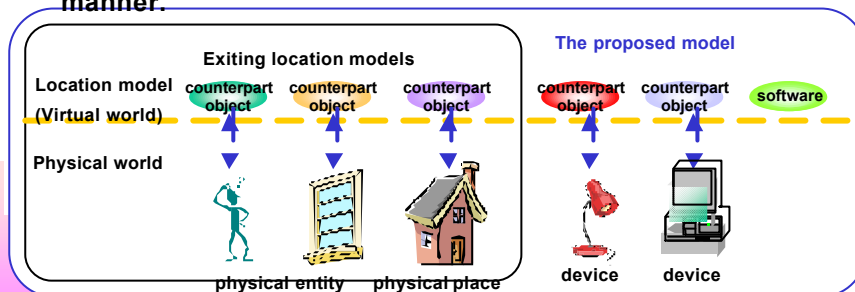 manner.
The proposed model
Exiting location models
Location model
(Virtual world)
counterpart
object
counterpart
object
counterpart
object
counterpart
object
counterpart
object
software
Physical world
physical entity
physical place
device
device